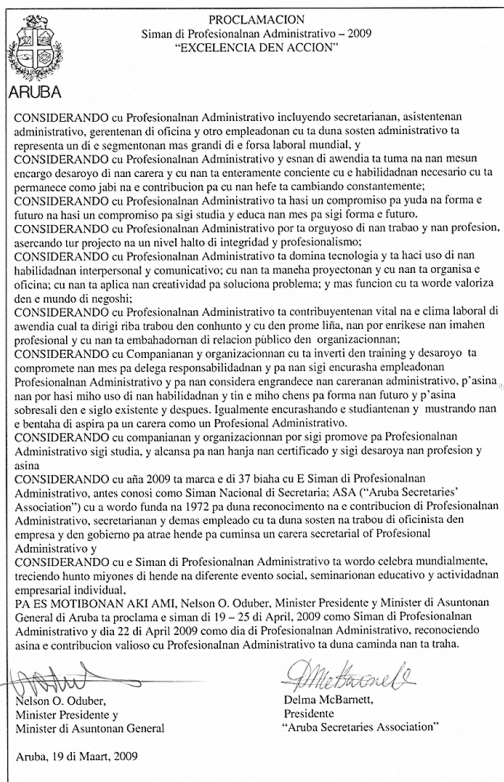 PROCLAMACION
Siman di Profesionalnan Administrativo – 2009
“EXCELENCIA DEN ACCION”
ARUBA
CONSIDERANDO cu Profesionalnan Administrativo incluyendo secretarianan, asistentenan
administrativo, gerentenan di oficina y otro empleadonan cu ta duna sosten administrativo ta
representa un di e segmentonan mas grandi di e forsa laboral mundial, y
CONSIDERANDO cu Profesionalnan Administrativo y esnan di awendia ta tuma na nan mesun
encargo desaroyo di nan carera y cu nan ta enteramente conciente cu e habilidadnan necesario cu ta
permanece como jabi na e contribucion pa cu nan hefe ta cambiando constantemente;
CONSIDERANDO cu Profesionalnan Administrativo ta hasi un compromiso pa yuda na forma e
futuro na hasi un compromiso pa sigi studia y educa nan mes pa sigi forma e futuro.
CONSIDERANDO cu Profesionalnan Administrativo por ta orguyoso di nan trabao y nan profesion,
asercando tur projecto na un nivel halto di integridad y profesionalismo;
CONSIDERANDO cu Profesionalnan Administrativo ta domina tecnologia y ta haci uso di nan
habilidadnan interpersonal y comunicativo; cu nan ta maneha proyectonan y cu nan ta organisa e
oficina; cu nan ta aplica nan creatividad pa soluciona problema; y mas funcion cu ta worde valoriza
den e mundo di negoshi;
CONSIDERANDO cu Profesionalnan Administrativo ta contribuyentenan vital na e clima laboral di
awendia cual ta dirigi riba trabou den conhunto y cu den prome liña, nan por enrikese nan imahen
profesional y cu nan ta embahadornan di relacion público den organizacionnan;
CONSIDERANDO cu Companianan y organizacionnan cu ta inverti den training y desaroyo ta
compromete nan mes pa delega responsabilidadnan y pa nan sigi encurasha empleadonan
Profesionalnan Administrativo y pa nan considera engrandece nan careranan administrativo, p’asina
nan por hasi miho uso di nan habilidadnan y tin e miho chens pa forma nan futuro y p’asina
sobresali den e siglo existente y despues. Igualmente encurashando e studiantenan y mustrando nan
e bentaha di aspira pa un carera como un Profesional Administrativo.
CONSIDERANDO cu companianan y organizacionnan por sigi promove pa Profesionalnan
Administrativo sigi studia, y alcansa pa nan hanja nan certificado y sigi desaroya nan profesion y
asina
CONSIDERANDO cu aña 2009 ta marca e di 37 biaha cu E Siman di Profesionalnan
Administrativo, antes conosi como Siman Nacional di Secretaria; ASA (“Aruba Secretaries’
Association”) cu a wordo funda na 1972 pa duna reconocimento na e contribucion di Profesionalnan
Administrativo, secretarianan y demas empleado cu ta duna sosten na trabou di oficinista den
empresa y den gobierno pa atrae hende pa cuminsa un carera secretarial of Profesional
Administrativo y
CONSIDERANDO cu e Siman di Profesionalnan Administrativo ta wordo celebra mundialmente,
treciendo hunto miyones di hende na diferente evento social, seminarionan educativo y actividadnan
empresarial individual,
PA ES MOTIBONAN AKI AMI, Nelson O. Oduber, Minister Presidente y Minister di Asuntonan
General di Aruba ta proclama e siman di 19 – 25 di April, 2009 como Siman di Profesionalnan
Administrativo y dia 22 di April 2009 como dia di Profesionalnan Administrativo, reconociendo
asina e contribucion valioso cu Profesionalnan Administrativo ta duna caminda nan ta traha.
Nelson O. Oduber,
Minister Presidente y
Minister di Asuntonan General
Delma McBarnett,
Presidente
“Aruba Secretaries Association”
Aruba, 19 di Maart, 2009